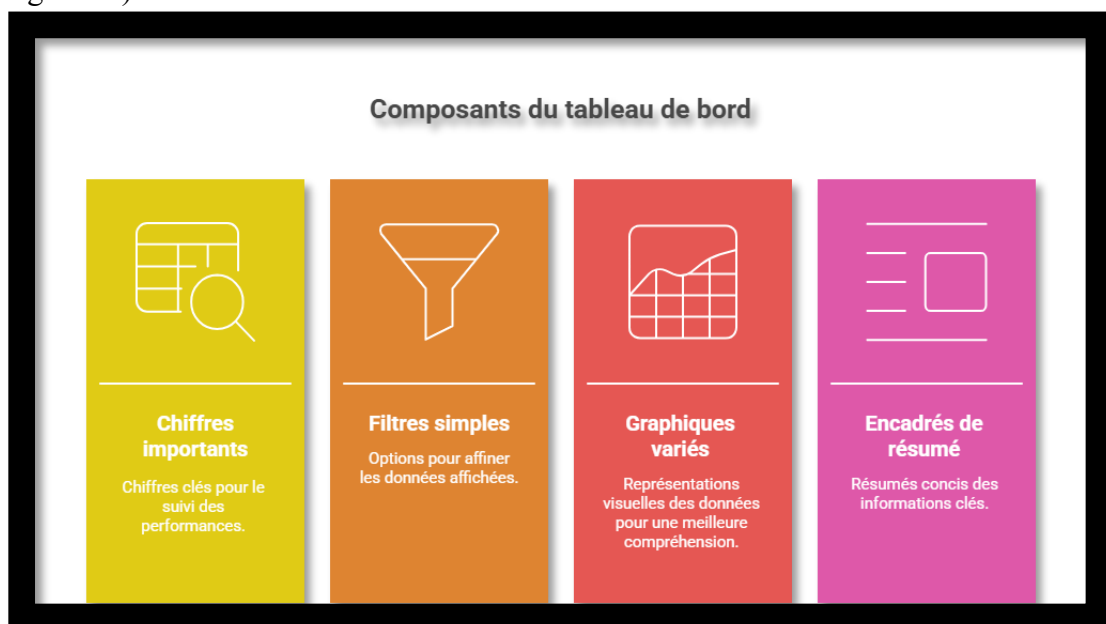 Composants du tableau de bord
Chiffres
importants
Chiffres clés pour le
suivi des
performances.
Filtres simples
Options pour affiner
les données affichées.
Graphiques
variés
Représentations
visuelles des données
pour une meilleure
compréhension.
Encadrés de
résumé
Résumés concis des
informations clés.